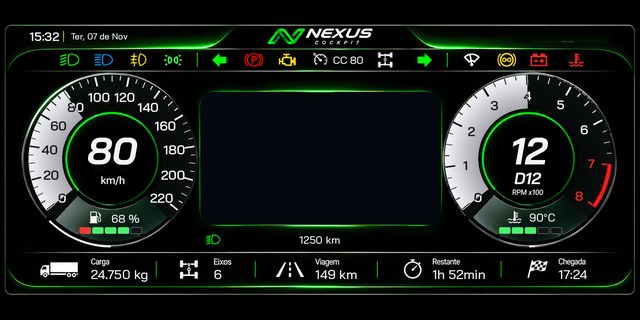 15:32 | Ter, 07 de Nov
NEXUS
COCKPIT
CC 80
0 20 40 60 80 100 120 140 160 180 200 220
80
km/h
68 %
0 1 2 3 4 5 6 7 8
12
D12
RPM x100
90°C
1250 km
Carga
24.750 kg
Eixos
6
Viagem
149 km
Restante
1h 52min
Chegada
17:24